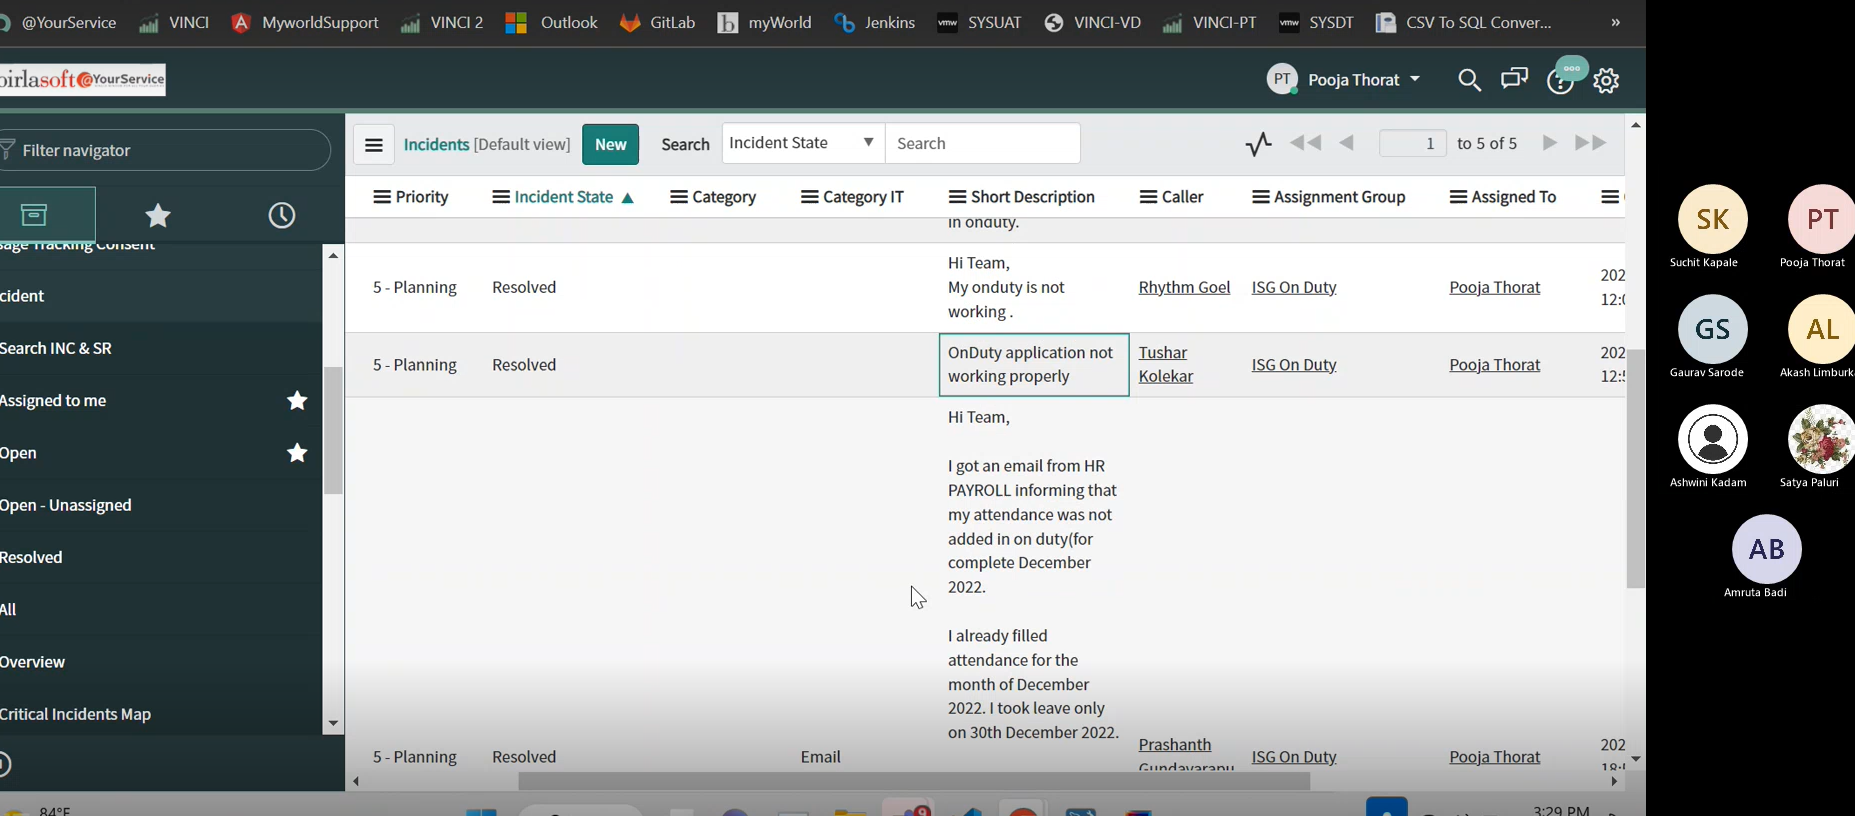 @YourService VINCI MyworldSupport VINCI 2 Outlook GitLab myWorld Jenkins SYSUAT VINCI-VD VINCI-PT SYSDT CSV To SQL Conver... »
birlasoft @YourService
PT Pooja Thorat
Filter navigator
Incidents [Default view] New Search Incident State Search 1 to 5 of 5
Priority Incident State Category Category IT Short Description Caller Assignment Group Assigned To
sage Tracking Consent
cident
Search INC & SR
Assigned to me
Open
Open - Unassigned
Resolved
All
Overview
Critical Incidents Map
in onduty.
5 - Planning Resolved
Hi Team,
My onduty is not
working .
Rhythm Goel ISG On Duty Pooja Thorat 202
12:0
5 - Planning Resolved
OnDuty application not
working properly
Tushar
Kolekar
ISG On Duty Pooja Thorat 202
12:5
Hi Team,
I got an email from HR
PAYROLL informing that
my attendance was not
added in on duty(for
complete December
2022.
I already filled
attendance for the
month of December
2022. I took leave only
on 30th December 2022.
5 - Planning Resolved Email
Prashanth
Gundavarapu
ISG On Duty Pooja Thorat 202
84°F
9
3:29 PM
SK
Suchit Kapale
PT
Pooja Thorat
GS
Gaurav Sarode
AL
Akash Limburk
Ashwini Kadam
Satya Paluri
AB
Amruta Badi